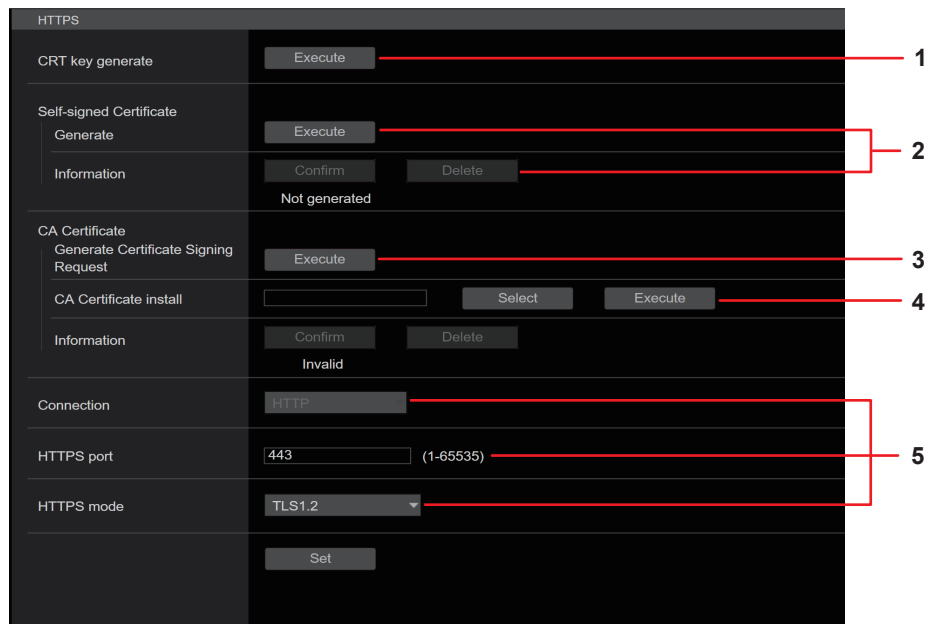 HTTPS
CRT key generate Execute 1
Self-signed Certificate
Generate Execute
2
Information Confirm Delete
Not generated
CA Certificate
Generate Certificate Signing
Request Execute 3
CA Certificate install Select Execute 4
Information Confirm Delete
Invalid
Connection HTTP
HTTPS port 443 (1-65535) 5
HTTPS mode TLS1.2
Set